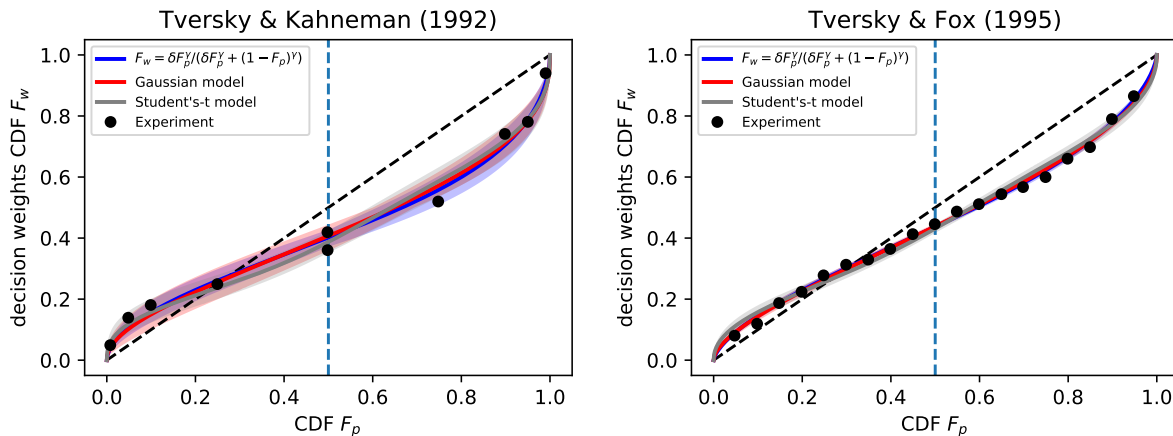 Tversky & Kahneman (1992)
1.0
0.8
0.6
0.4
0.2
0.0
decision weights CDF F_w
F_w = δF_p^γ/(δF_p^γ + (1 − F_p)^γ)
Gaussian model
Student's-t model
Experiment
0.0 0.2 0.4 0.6 0.8 1.0
CDF F_p
Tversky & Fox (1995)
1.0
0.8
0.6
0.4
0.2
0.0
decision weights CDF F_w
F_w = δF_p^γ/(δF_p^γ + (1 − F_p)^γ)
Gaussian model
Student's-t model
Experiment
0.0 0.2 0.4 0.6 0.8 1.0
CDF F_p